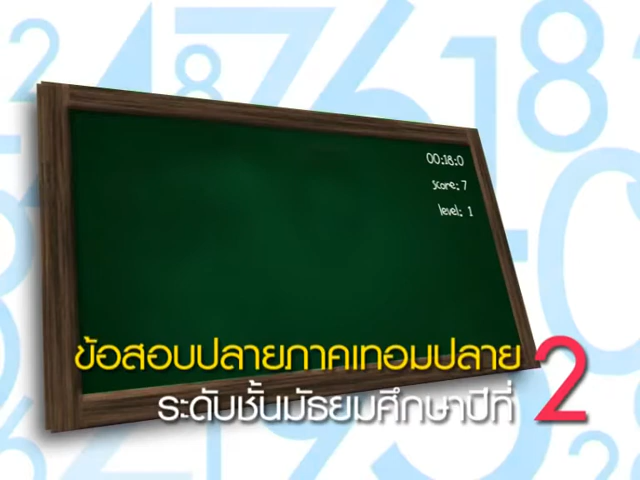 00:18:0
score: 7
level: 1
ข้อสอบปลายภาคเทอมปลาย
ระดับชั้นมัธยมศึกษาปีที่ 2